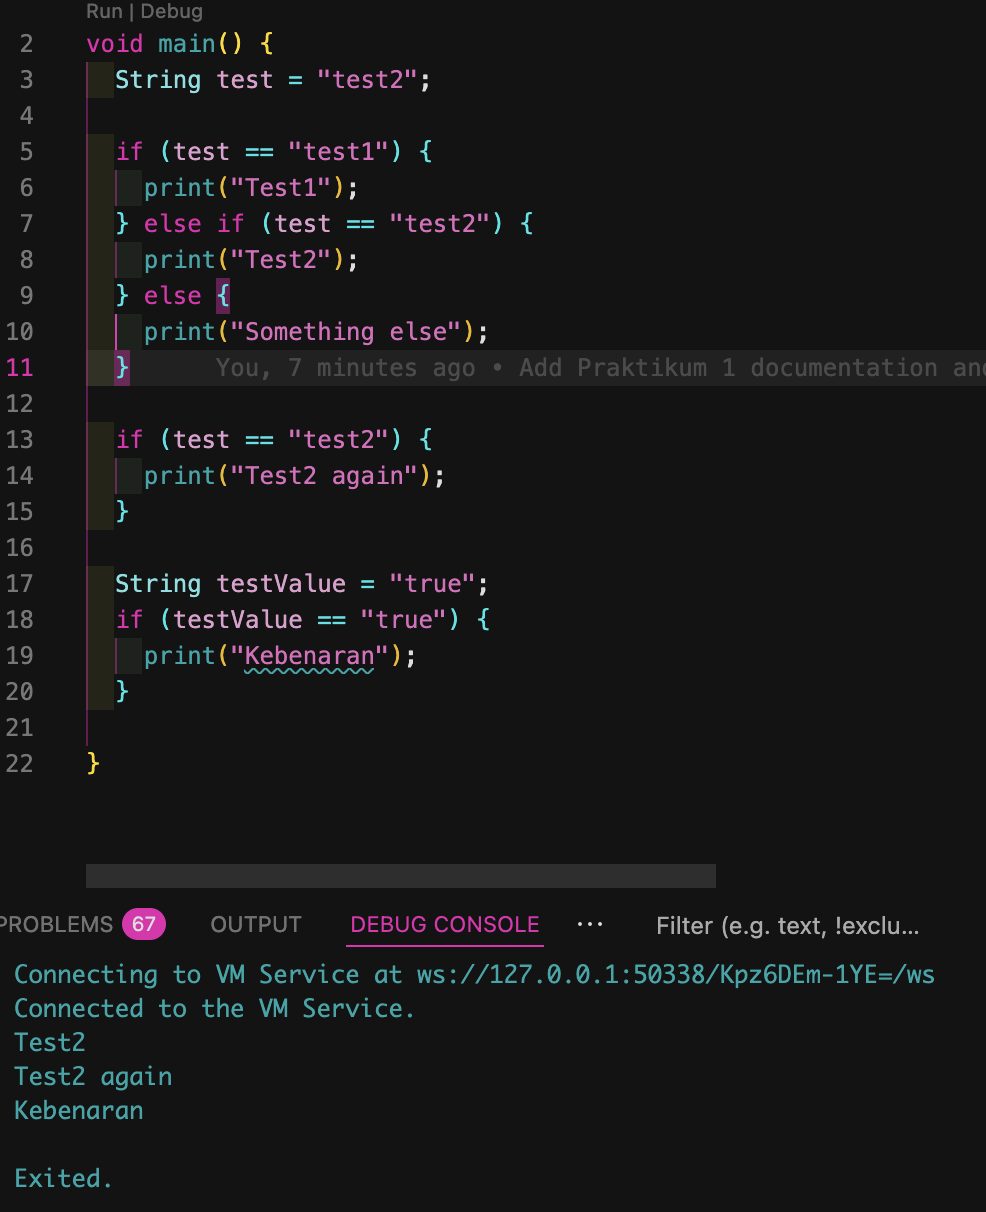 Run | Debug
2 void main() {
3 String test = "test2";
4
5 if (test == "test1") {
6 print("Test1");
7 } else if (test == "test2") {
8 print("Test2");
9 } else {
10 print("Something else");
11 } You, 7 minutes ago • Add Praktikum 1 documentation and
12
13 if (test == "test2") {
14 print("Test2 again");
15 }
16
17 String testValue = "true";
18 if (testValue == "true") {
19 print("Kebenaran");
20 }
21
22 }
PROBLEMS 67 OUTPUT DEBUG CONSOLE ··· Filter (e.g. text, !exclu...
Connecting to VM Service at ws://127.0.0.1:50338/Kpz6DEm-1YE=/ws
Connected to the VM Service.
Test2
Test2 again
Kebenaran
Exited.